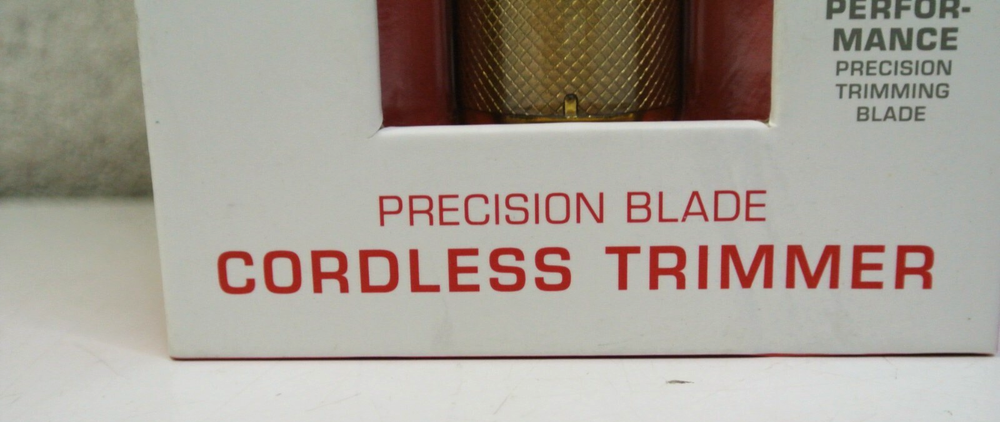 PERFOR-
MANCE
PRECISION
TRIMMING
BLADE
PRECISION BLADE
CORDLESS TRIMMER